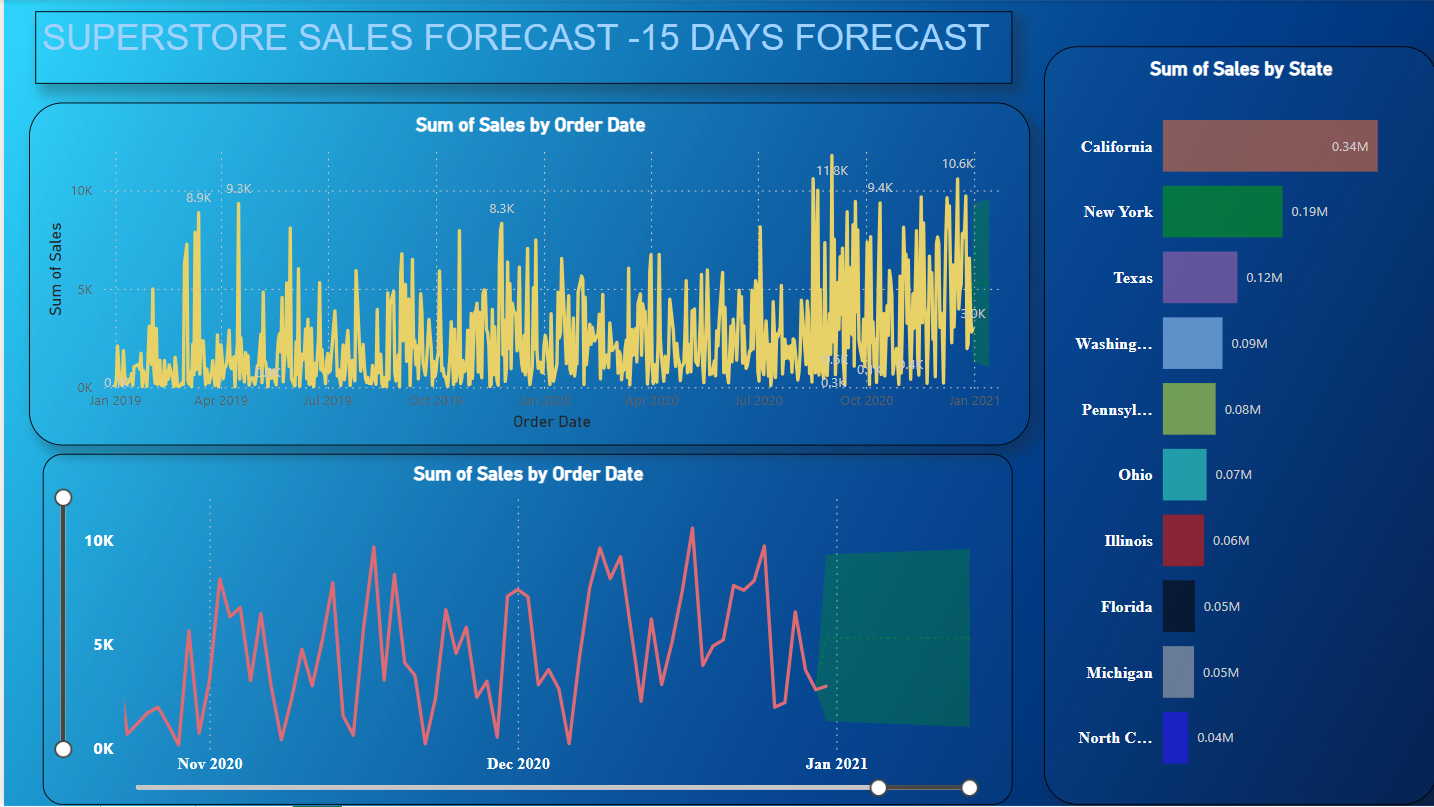 SUPERSTORE SALES FORECAST -15 DAYS FORECAST
Sum of Sales by Order Date
Sum of Sales
10K
5K
0K
8.9K
9.3K
8.3K
11.8K
9.4K
10.6K
3.0K
0.3K
Jan 2019
Apr 2019
Jul 2019
Oct 2019
Jan 2020
Apr 2020
Jul 2020
Oct 2020
Jan 2021
Order Date
Sum of Sales by Order Date
10K
5K
0K
Nov 2020
Dec 2020
Jan 2021
Sum of Sales by State
California 0.34M
New York 0.19M
Texas 0.12M
Washing... 0.09M
Pennsyl... 0.08M
Ohio 0.07M
Illinois 0.06M
Florida 0.05M
Michigan 0.05M
North C... 0.04M